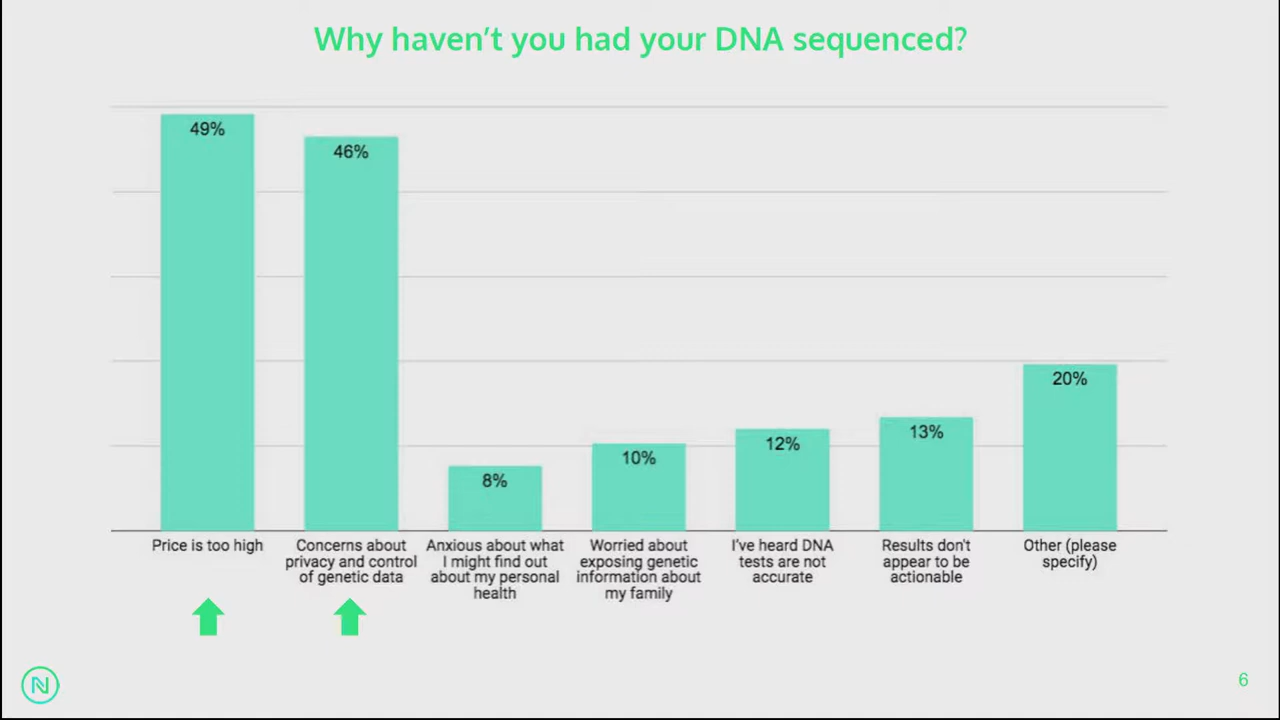 Why haven't you had your DNA sequenced?
49%
46%
8%
10%
12%
13%
20%
Price is too high
Concerns about
privacy and control
of genetic data
Anxious about what
I might find out
about my personal
health
Worried about
exposing genetic
information about
my family
I've heard DNA
tests are not
accurate
Results don't
appear to be
actionable
Other (please
specify)
N
6